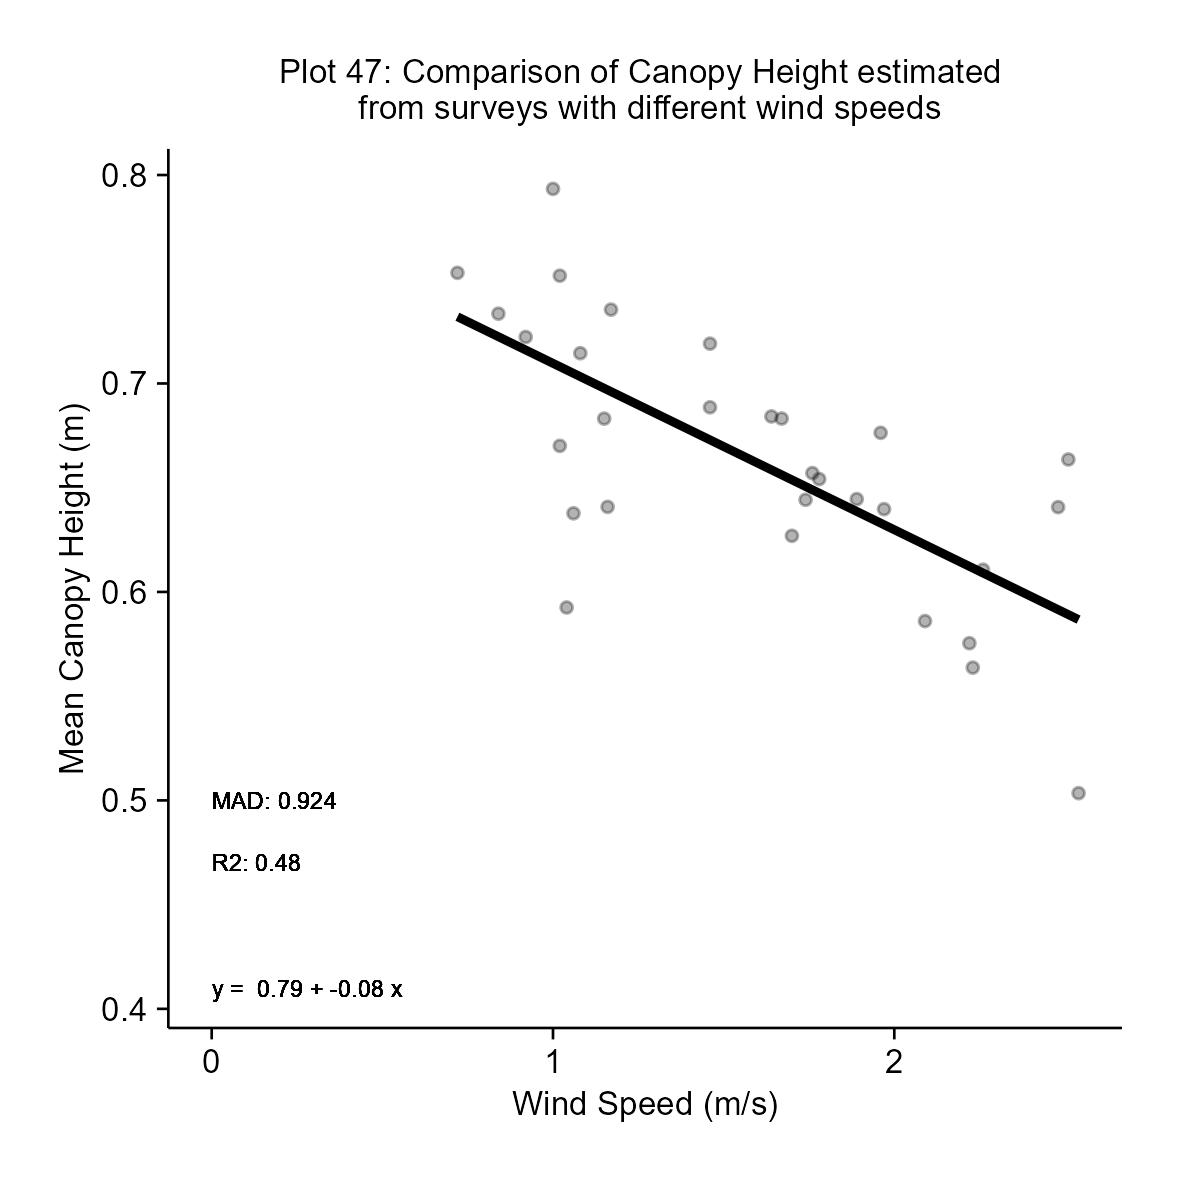 Plot 47: Comparison of Canopy Height estimated
from surveys with different wind speeds
0.8
0.7
0.6
0.5
0.4
Mean Canopy Height (m)
MAD: 0.924
R2: 0.48
y =  0.79 + -0.08 x
0
1
2
Wind Speed (m/s)